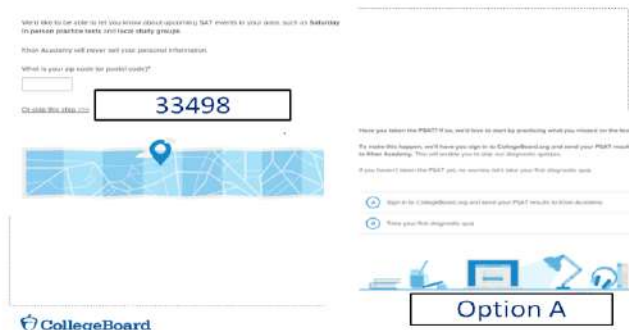 We'd like to be able to let you know about upcoming SAT events in your area, such as Saturday
in-person practice tests and local study groups.
Khan Academy will never sell your personal information.
What is your zip code (or postal code)?*
Or skip this step
33498
CollegeBoard
Have you taken the PSAT? If so, we'd love to start by practicing what you missed on the
To make this happen, we'll have you sign in to CollegeBoard.org and send your PSAT
to Khan Academy. This will enable you to skip our diagnostic quizzes.
If you haven't taken the PSAT yet, no worries; let's take your first diagnostic quiz.
A Sign in to CollegeBoard.org and send your PSAT results to Khan Academy
Take your first diagnostic quiz
Option A